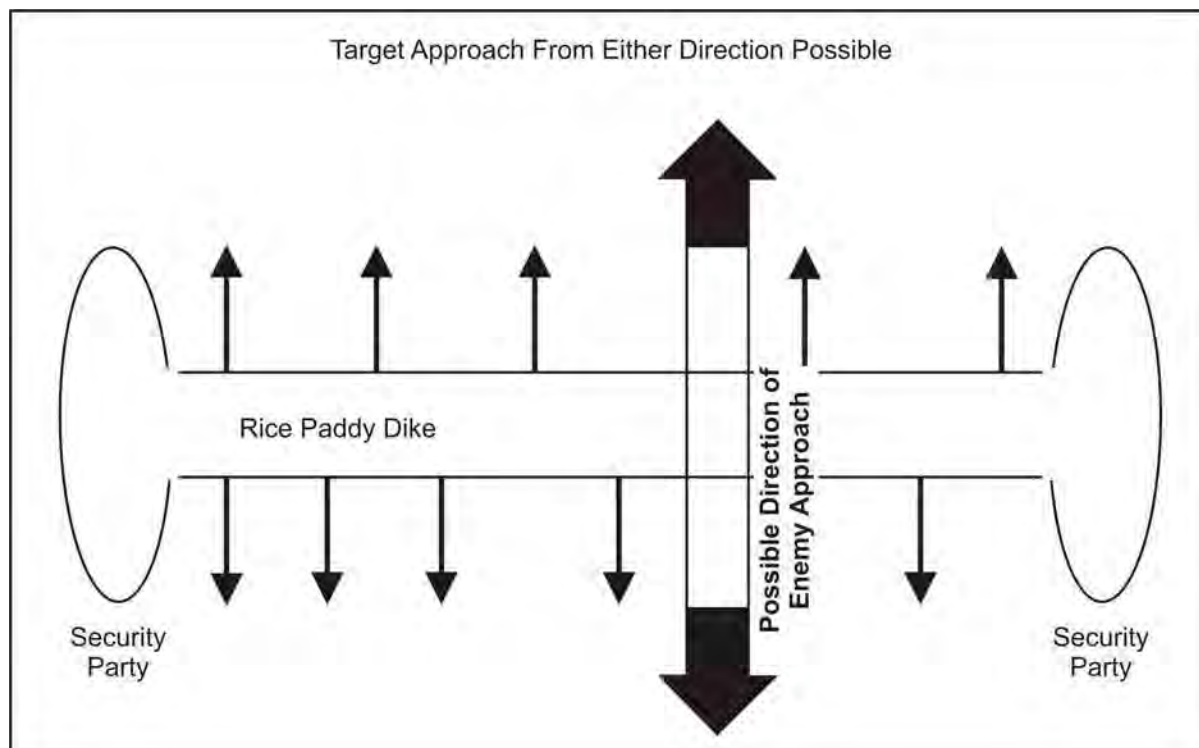 Target Approach From Either Direction Possible
Rice Paddy Dike
Possible Direction of
Enemy Approach
Security
Party
Security
Party